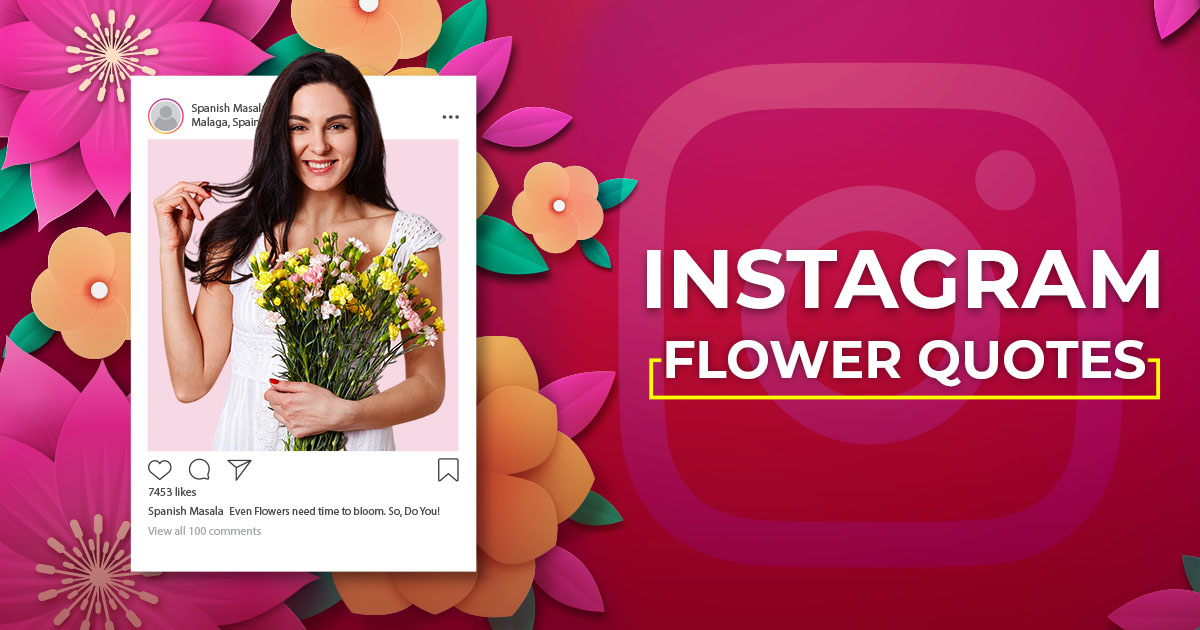 Spanish Masal
Malaga, Spain
7453 likes
Spanish Masala  Even Flowers need time to bloom. So, Do You!
View all 100 comments
INSTAGRAM
FLOWER QUOTES